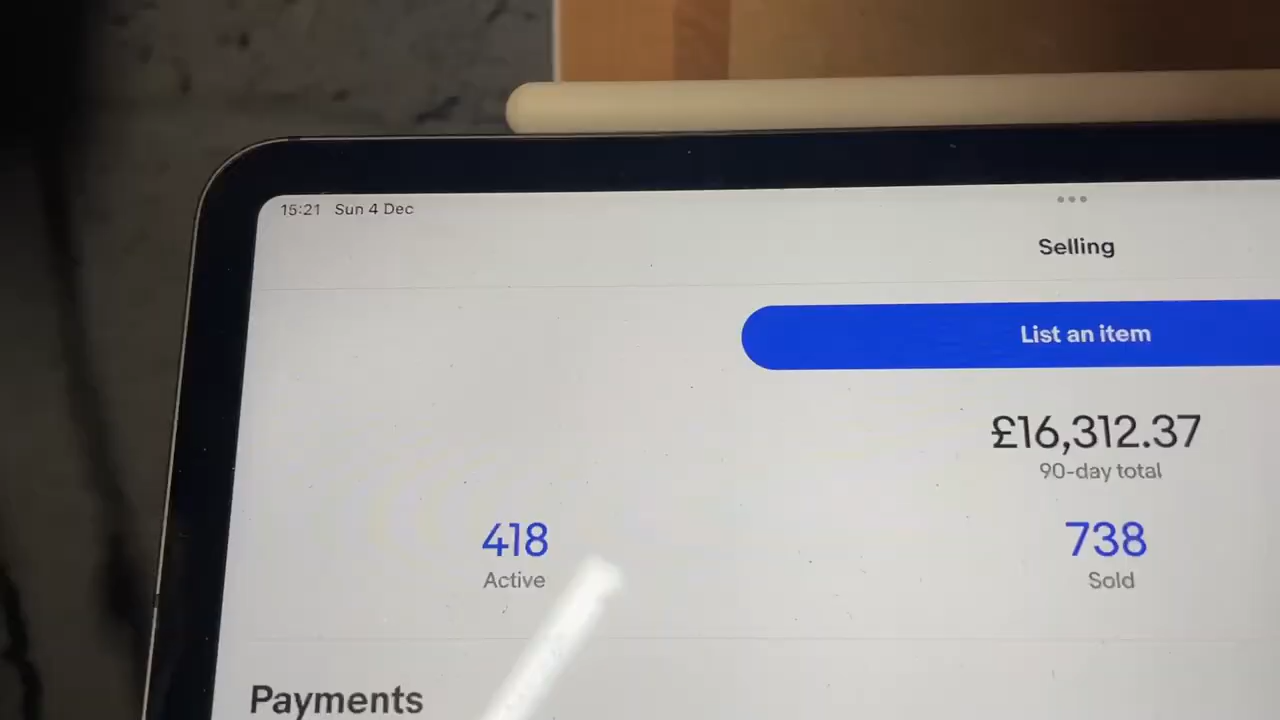 15:21 Sun 4 Dec
Selling
List an item
£16,312.37
90-day total
418
Active
738
Sold
Payments